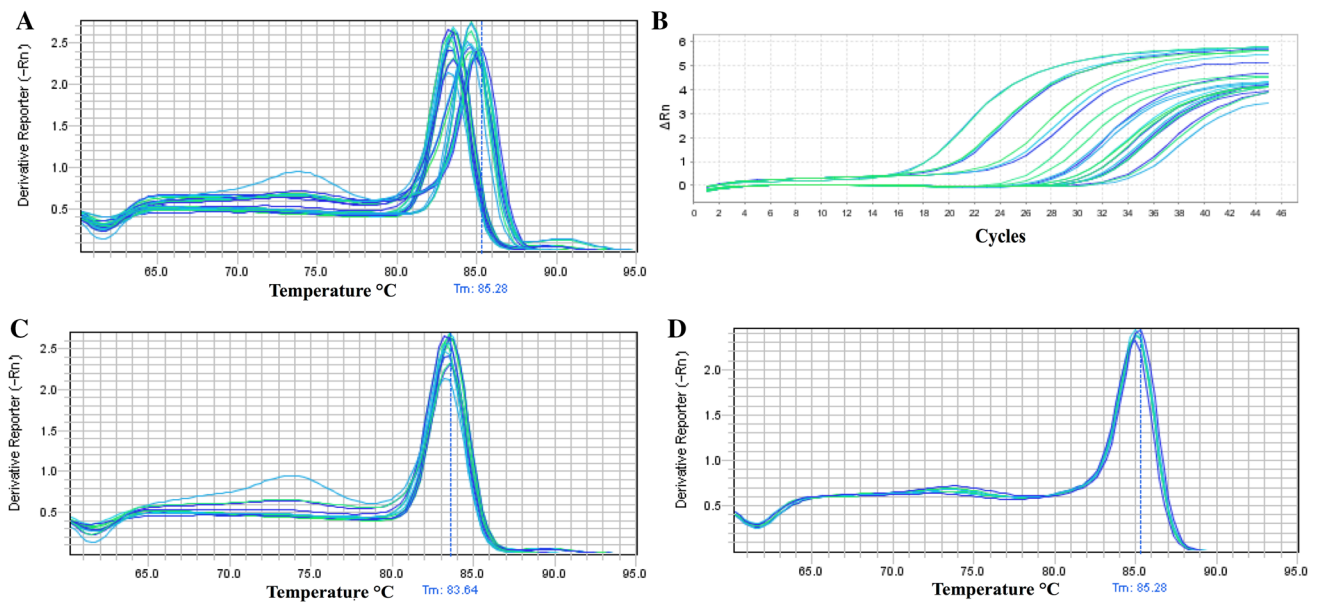 A
Derivative Reporter (−Rn')
2.5
2.0
1.5
1.0
0.5
65.0 70.0 75.0 80.0 85.0 90.0 95.0
Temperature °C
Tm: 85.28
B
ΔRn
6
5
4
3
2
1
0
0 2 4 6 8 10 12 14 16 18 20 22 24 26 28 30 32 34 36 38 40 42 44 46
Cycles
C
Derivative Reporter (−Rn')
2.5
2.0
1.5
1.0
0.5
65.0 70.0 75.0 80.0 85.0 90.0 95.0
Temperature °C
Tm: 83.64
D
Derivative Reporter (−Rn')
2.0
1.5
1.0
0.5
65.0 70.0 75.0 80.0 85.0 90.0 95.0
Temperature °C
Tm: 85.28